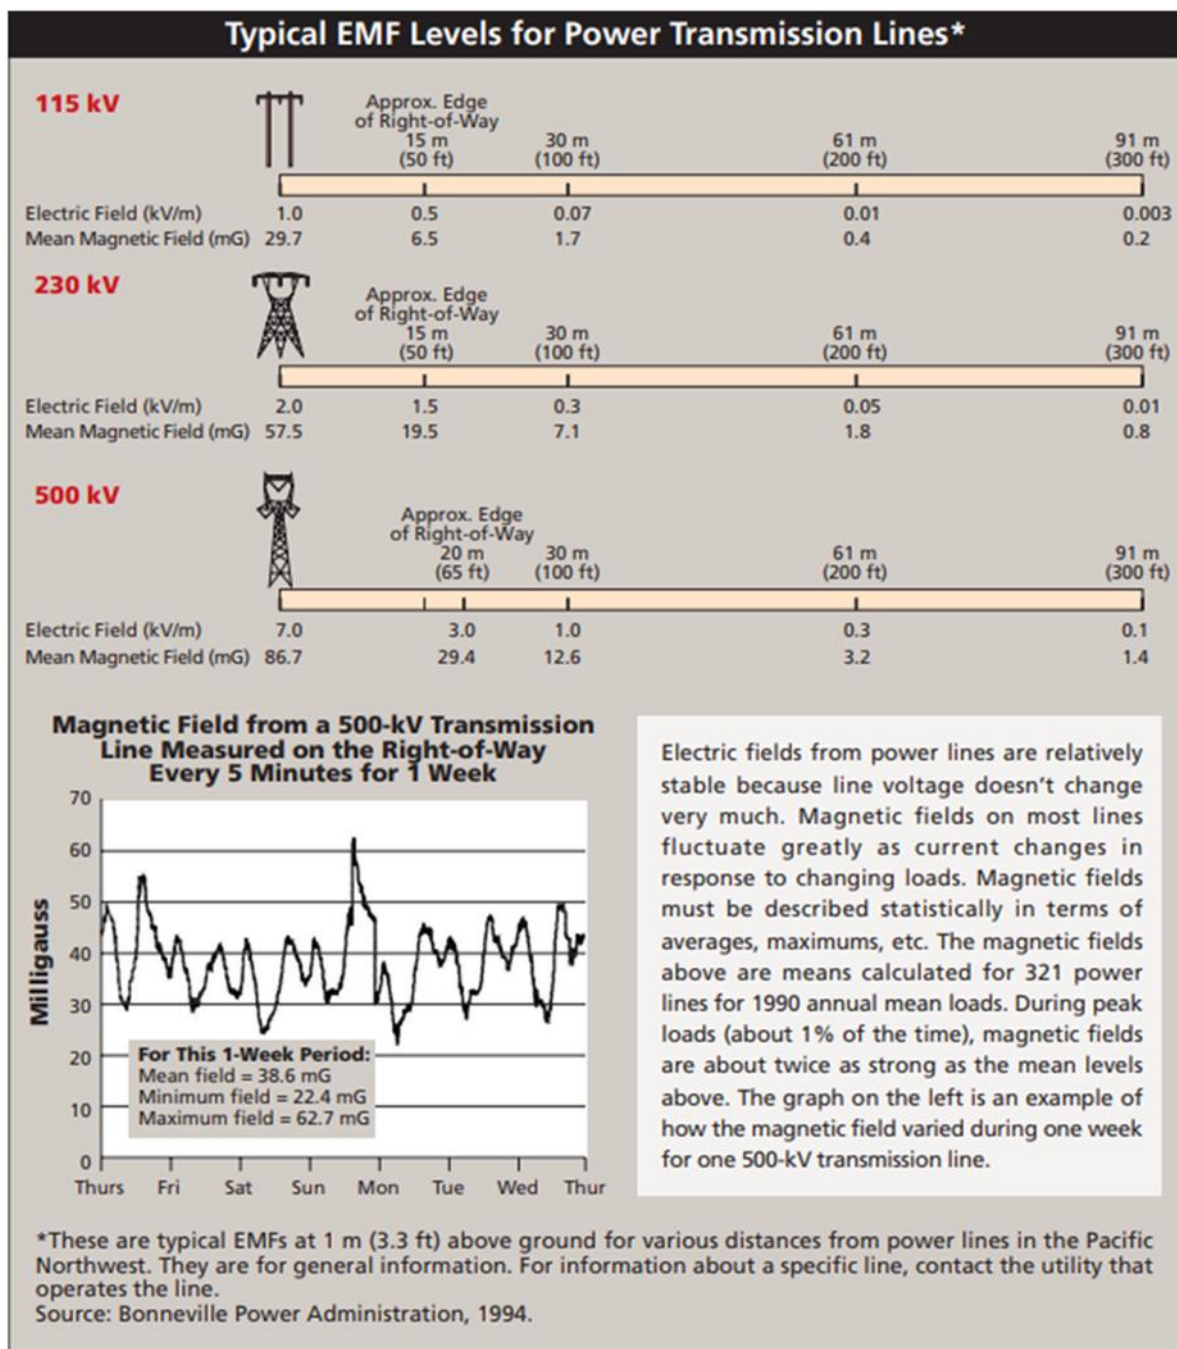 Typical EMF Levels for Power Transmission Lines*
115 kV
Approx. Edge
of Right-of-Way
15 m 30 m 61 m 91 m
(50 ft) (100 ft) (200 ft) (300 ft)
Electric Field (kV/m) 1.0 0.5 0.07 0.01 0.003
Mean Magnetic Field (mG) 29.7 6.5 1.7 0.4 0.2
230 kV
Approx. Edge
of Right-of-Way
15 m 30 m 61 m 91 m
(50 ft) (100 ft) (200 ft) (300 ft)
Electric Field (kV/m) 2.0 1.5 0.3 0.05 0.01
Mean Magnetic Field (mG) 57.5 19.5 7.1 1.8 0.8
500 kV
Approx. Edge
of Right-of-Way
20 m 30 m 61 m 91 m
(65 ft) (100 ft) (200 ft) (300 ft)
Electric Field (kV/m) 7.0 3.0 1.0 0.3 0.1
Mean Magnetic Field (mG) 86.7 29.4 12.6 3.2 1.4
Magnetic Field from a 500-kV Transmission
Line Measured on the Right-of-Way
Every 5 Minutes for 1 Week
Milligauss
70
60
50
40
30
20
10
0
For This 1-Week Period:
Mean field = 38.6 mG
Minimum field = 22.4 mG
Maximum field = 62.7 mG
Thurs Fri Sat Sun Mon Tue Wed Thur
Electric fields from power lines are relatively
stable because line voltage doesn't change
very much. Magnetic fields on most lines
fluctuate greatly as current changes in
response to changing loads. Magnetic fields
must be described statistically in terms of
averages, maximums, etc. The magnetic fields
above are means calculated for 321 power
lines for 1990 annual mean loads. During peak
loads (about 1% of the time), magnetic fields
are about twice as strong as the mean levels
above. The graph on the left is an example of
how the magnetic field varied during one week
for one 500-kV transmission line.
*These are typical EMFs at 1 m (3.3 ft) above ground for various distances from power lines in the Pacific
Northwest. They are for general information. For information about a specific line, contact the utility that
operates the line.
Source: Bonneville Power Administration, 1994.